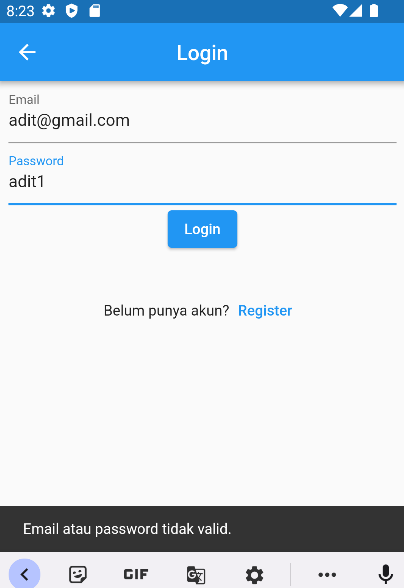 8:23
Login
Email
adit@gmail.com
Password
adit1
Login
Belum punya akun? Register
Email atau password tidak valid.
GIF